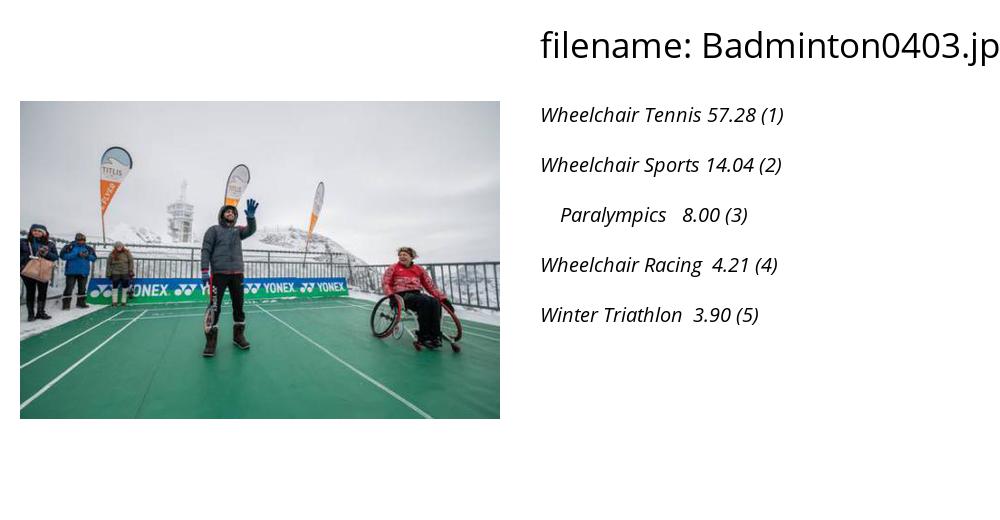 filename: Badminton0403.jp
Wheelchair Tennis 57.28 (1)
Wheelchair Sports 14.04 (2)
Paralympics 8.00 (3)
Wheelchair Racing 4.21 (4)
Winter Triathlon 3.90 (5)
TITLIS
TITLIS
YONEX YONEX YONEX YONEX